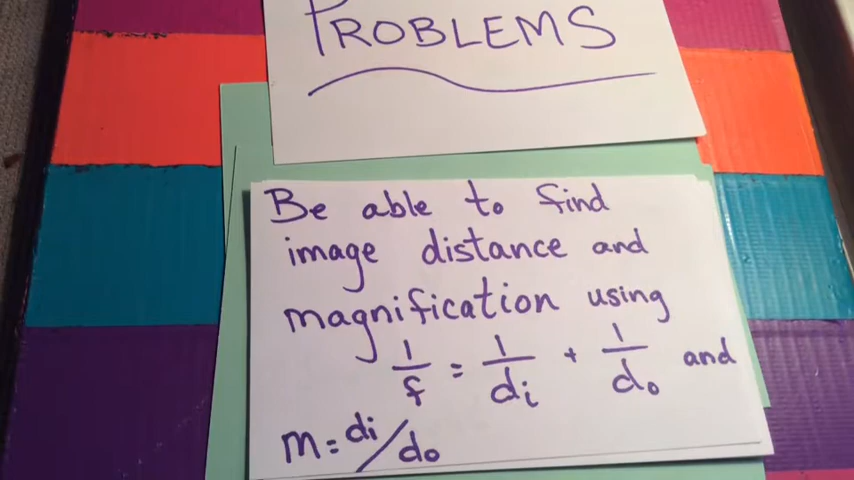 PROBLEMS
Be able to find
image distance and
magnification using
1/f = 1/di + 1/do and
m = di/do